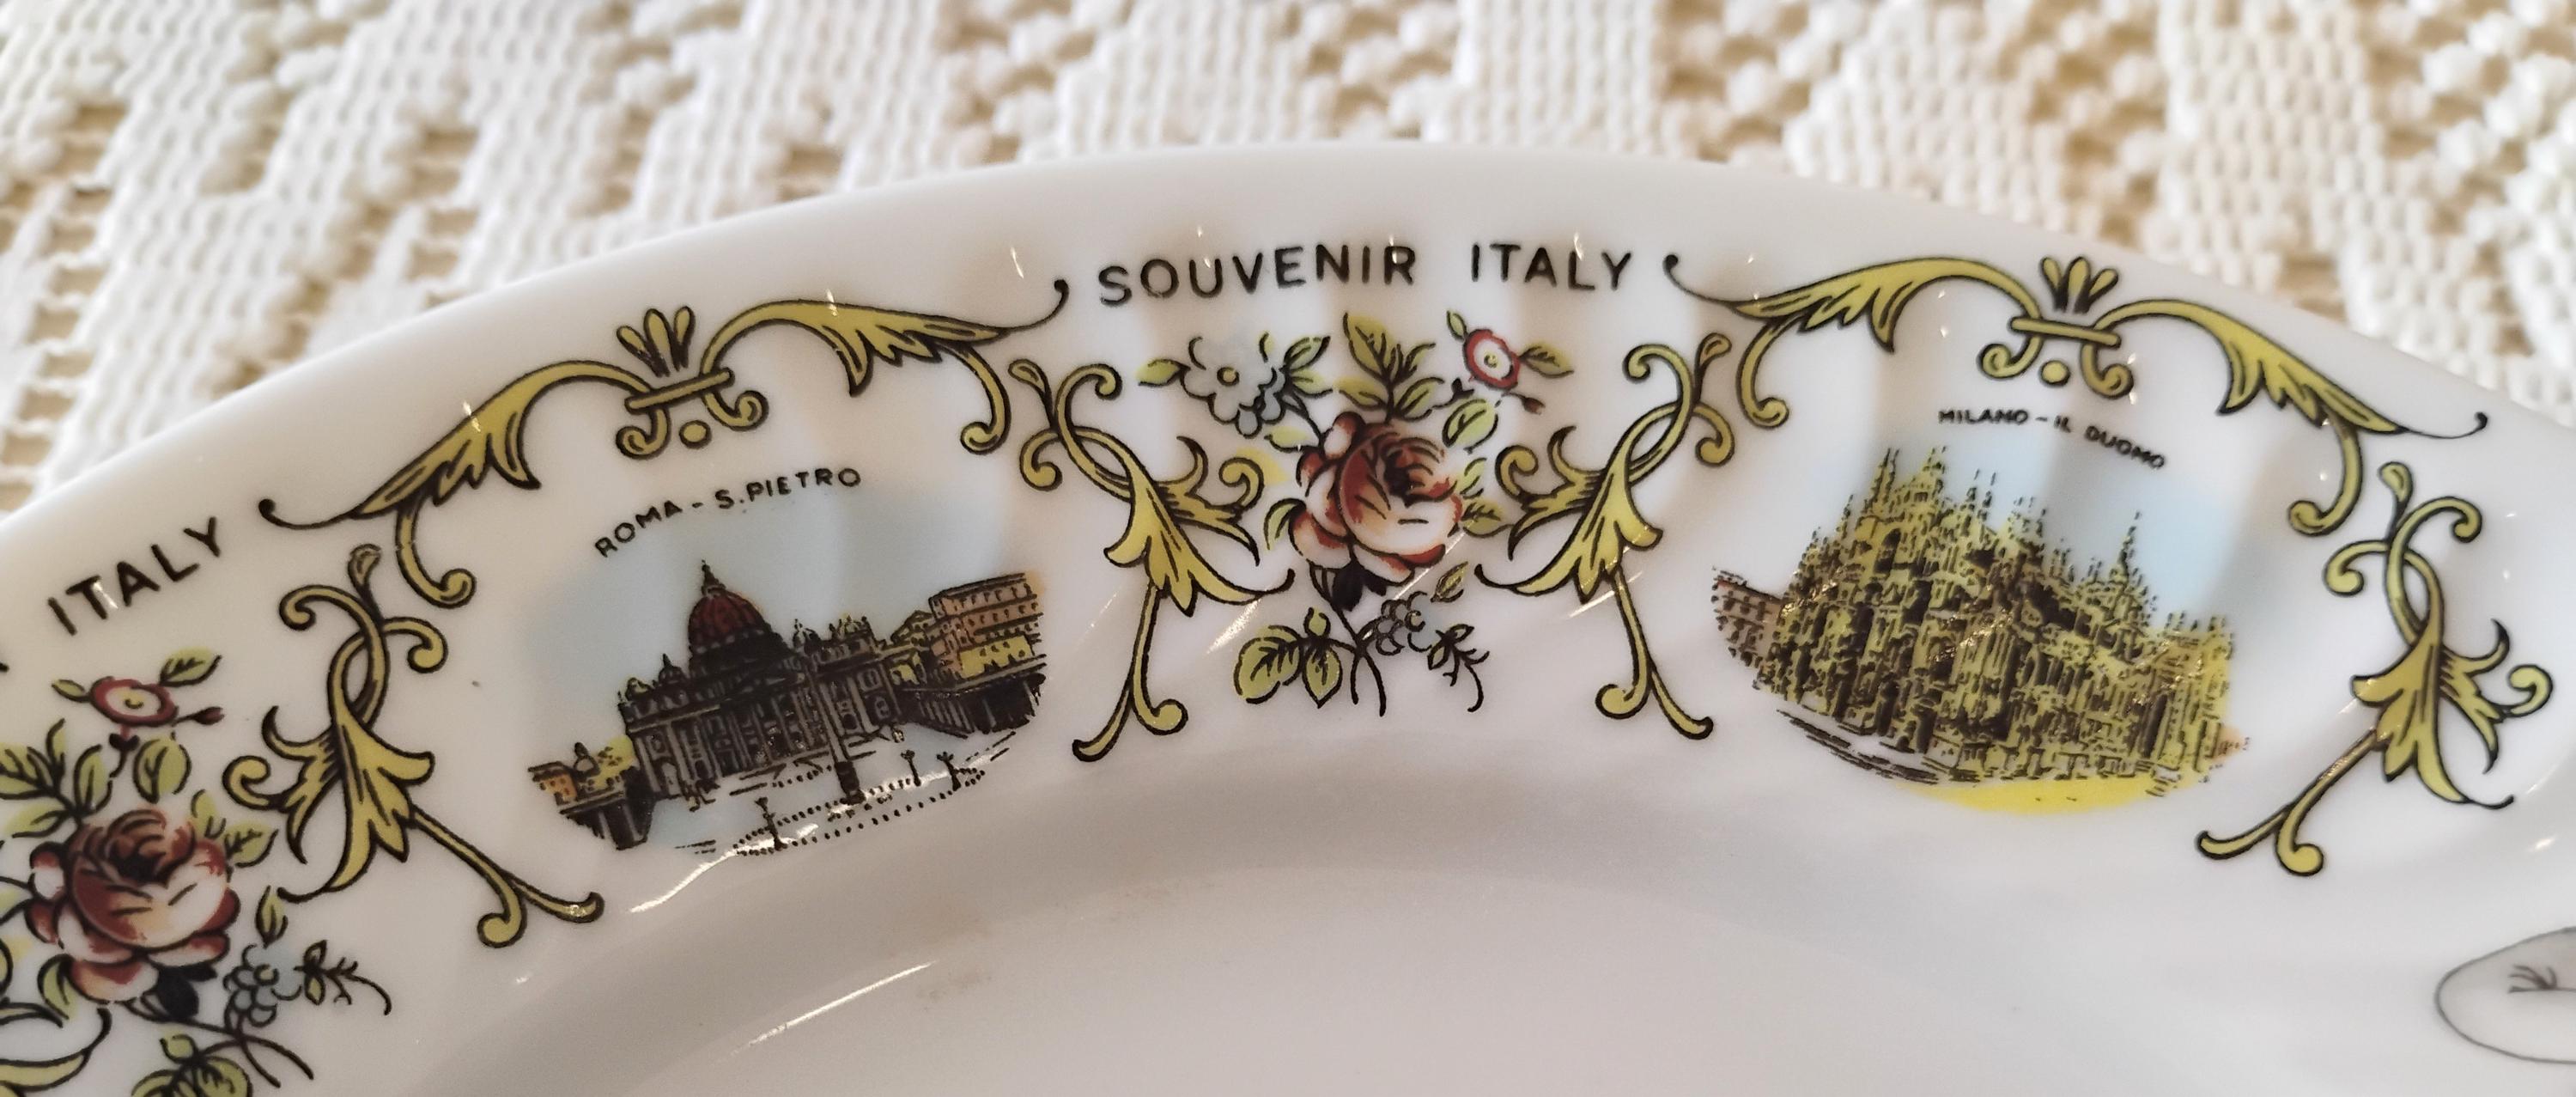 ITALY
ROMA - S.PIETRO
SOUVENIR ITALY
MILANO - IL DUOMO